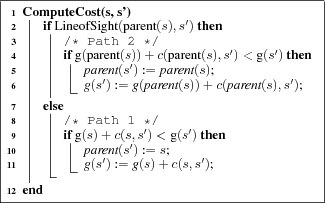 1 ComputeCost(s, s’)
2 if LineofSight(parent(s), s′) then
3 /* Path 2 */
4 if g(parent(s)) + c(parent(s), s′) < g(s′) then
5 parent(s′) := parent(s);
6 g(s′) := g(parent(s)) + c(parent(s), s′);
7 else
8 /* Path 1 */
9 if g(s) + c(s, s′) < g(s′) then
10 parent(s′) := s;
11 g(s′) := g(s) + c(s, s′);
12 end